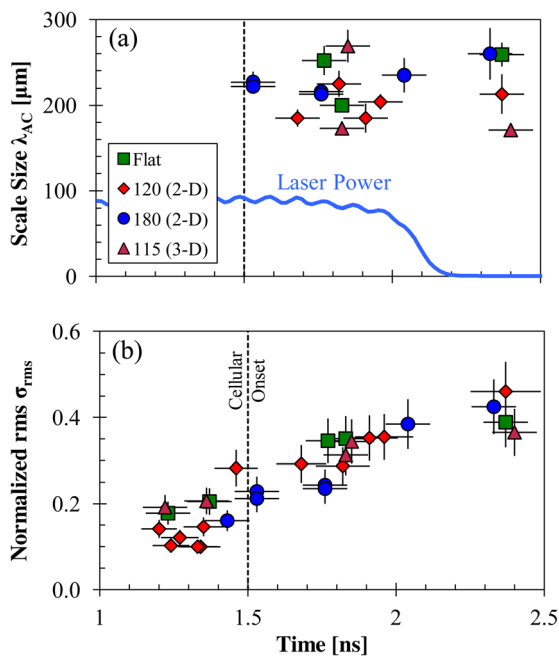 (a)
300
200
100
0
Scale Size λAC [µm]
Flat
120 (2-D)
180 (2-D)
115 (3-D)
Laser Power
(b)
0.6
0.4
0.2
0.0
Normalized rms σrms
Cellular
Onset
1
1.5
2
2.5
Time [ns]